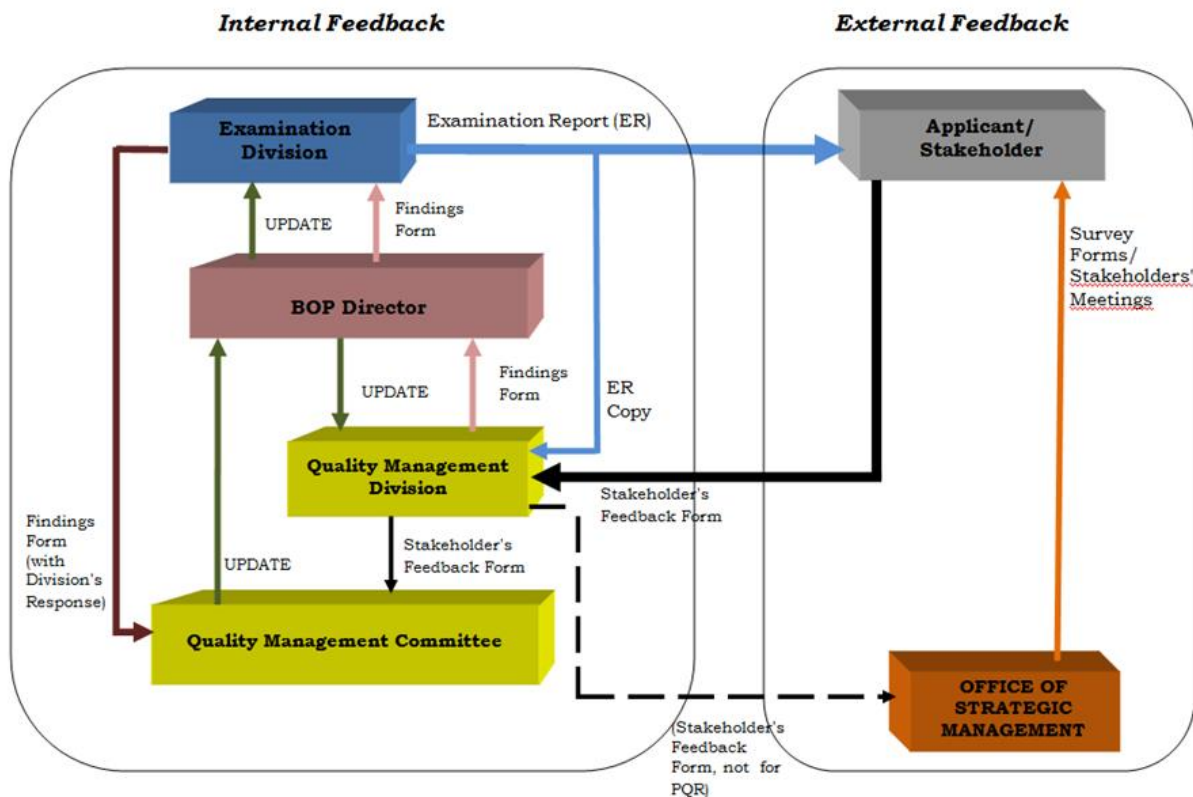 Internal Feedback
External Feedback
Examination
Division
Examination Report (ER)
Applicant/
Stakeholder
UPDATE
Findings
Form
BOP Director
Survey
Forms/
Stakeholders'
Meetings
UPDATE
Findings
Form
ER
Copy
Quality Management
Division
Stakeholder's
Feedback Form
Findings
Form
(with
Division's
Response)
UPDATE
Stakeholder's
Feedback Form
Quality Management Committee
OFFICE OF
STRATEGIC
MANAGEMENT
(Stakeholder's
Feedback
Form, not for
PQR)